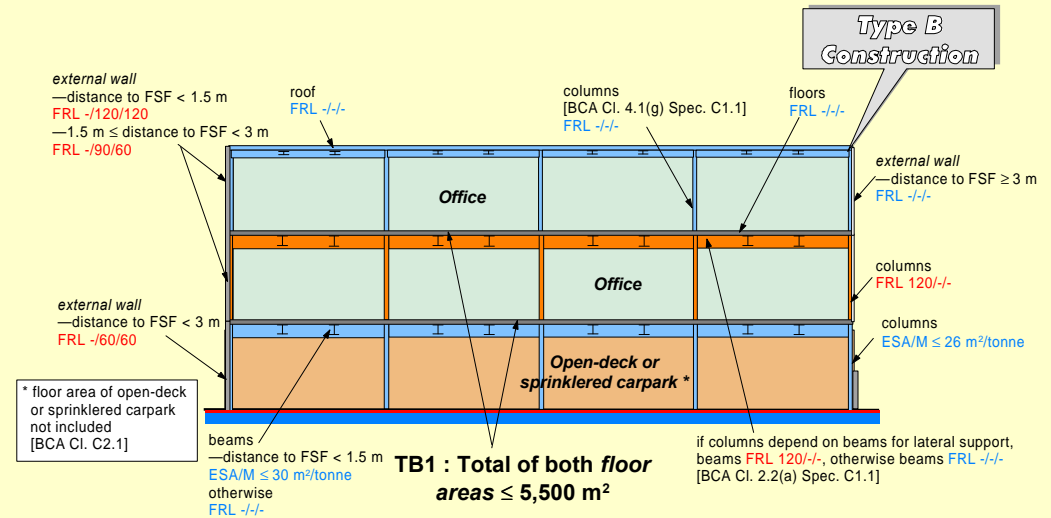 Type B
Construction
external wall
—distance to FSF < 1.5 m
FRL -/120/120
—1.5 m ≤ distance to FSF < 3 m
FRL -/90/60
roof
FRL -/-/-
columns
[BCA Cl. 4.1(g) Spec. C1.1]
FRL -/-/-
floors
FRL -/-/-
external wall
—distance to FSF ≥ 3 m
FRL -/-/-
Office
Office
columns
FRL 120/-/-
external wall
—distance to FSF < 3 m
FRL -/60/60
columns
ESA/M ≤ 26 m²/tonne
Open-deck or
sprinklered carpark *
* floor area of open-deck
or sprinklered carpark
not included
[BCA Cl. C2.1]
beams
—distance to FSF < 1.5 m
ESA/M ≤ 30 m²/tonne
otherwise
FRL -/-/-
TB1 : Total of both floor
areas ≤ 5,500 m²
if columns depend on beams for lateral support,
beams FRL 120/-/-, otherwise beams FRL -/-/-
[BCA Cl. 2.2(a) Spec. C1.1]